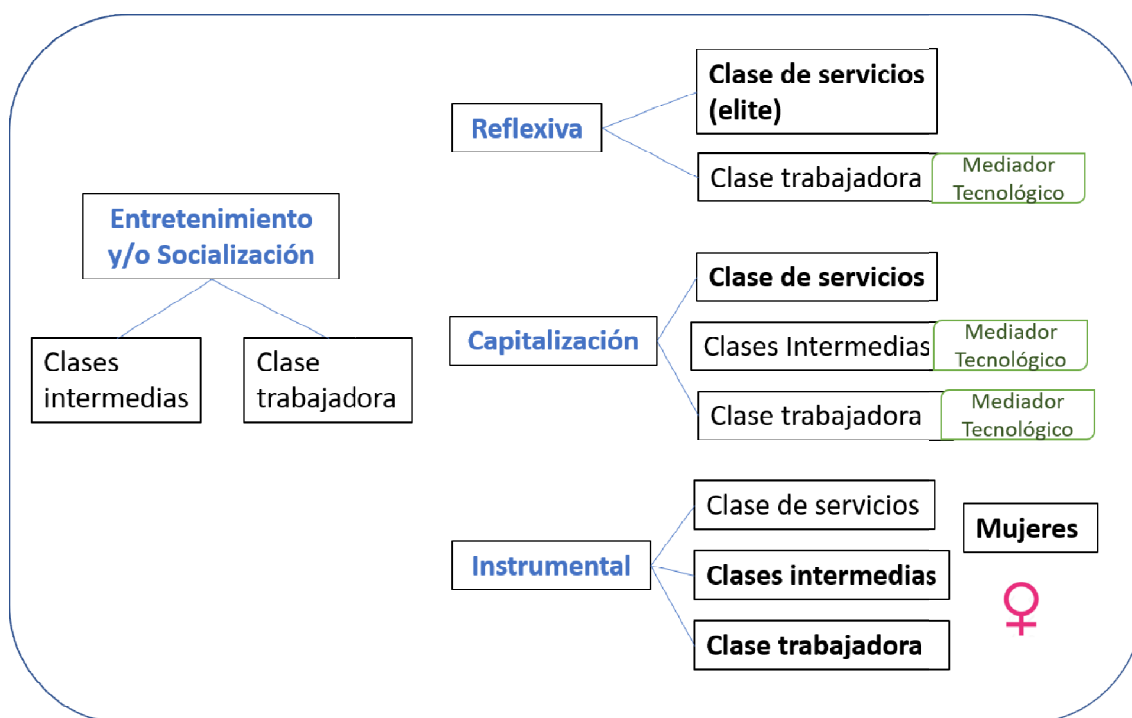 Entretenimiento
y/o Socialización
Clases
intermedias
Clase
trabajadora
Reflexiva
Clase de servicios
(elite)
Clase trabajadora
Mediador
Tecnológico
Capitalización
Clase de servicios
Clases Intermedias
Mediador
Tecnológico
Clase trabajadora
Mediador
Tecnológico
Instrumental
Clase de servicios
Clases intermedias
Clase trabajadora
Mujeres